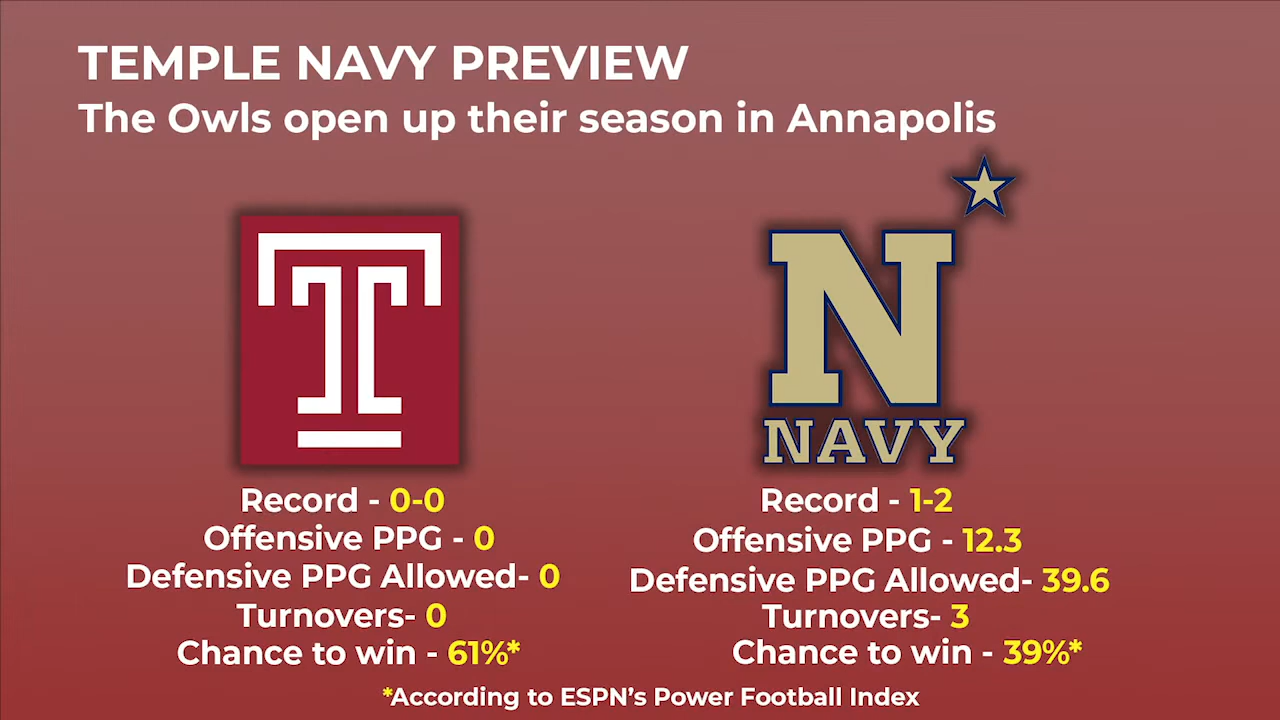 TEMPLE NAVY PREVIEW
The Owls open up their season in Annapolis
T
N
NAVY
Record - 0-0
Offensive PPG - 0
Defensive PPG Allowed- 0
Turnovers- 0
Chance to win - 61%*
Record - 1-2
Offensive PPG - 12.3
Defensive PPG Allowed- 39.6
Turnovers- 3
Chance to win - 39%*
*According to ESPN's Power Football Index